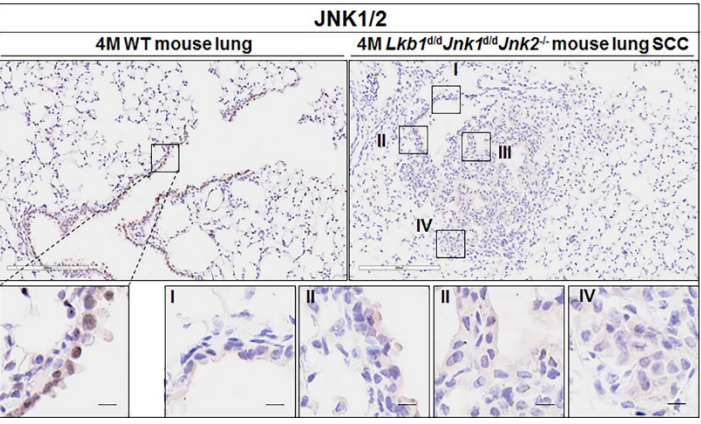 JNK1/2
4M WT mouse lung
4M Lkb1d/dJnk1d/dJnk2-/- mouse lung SCC
I
II
III
IV
I
II
II
IV